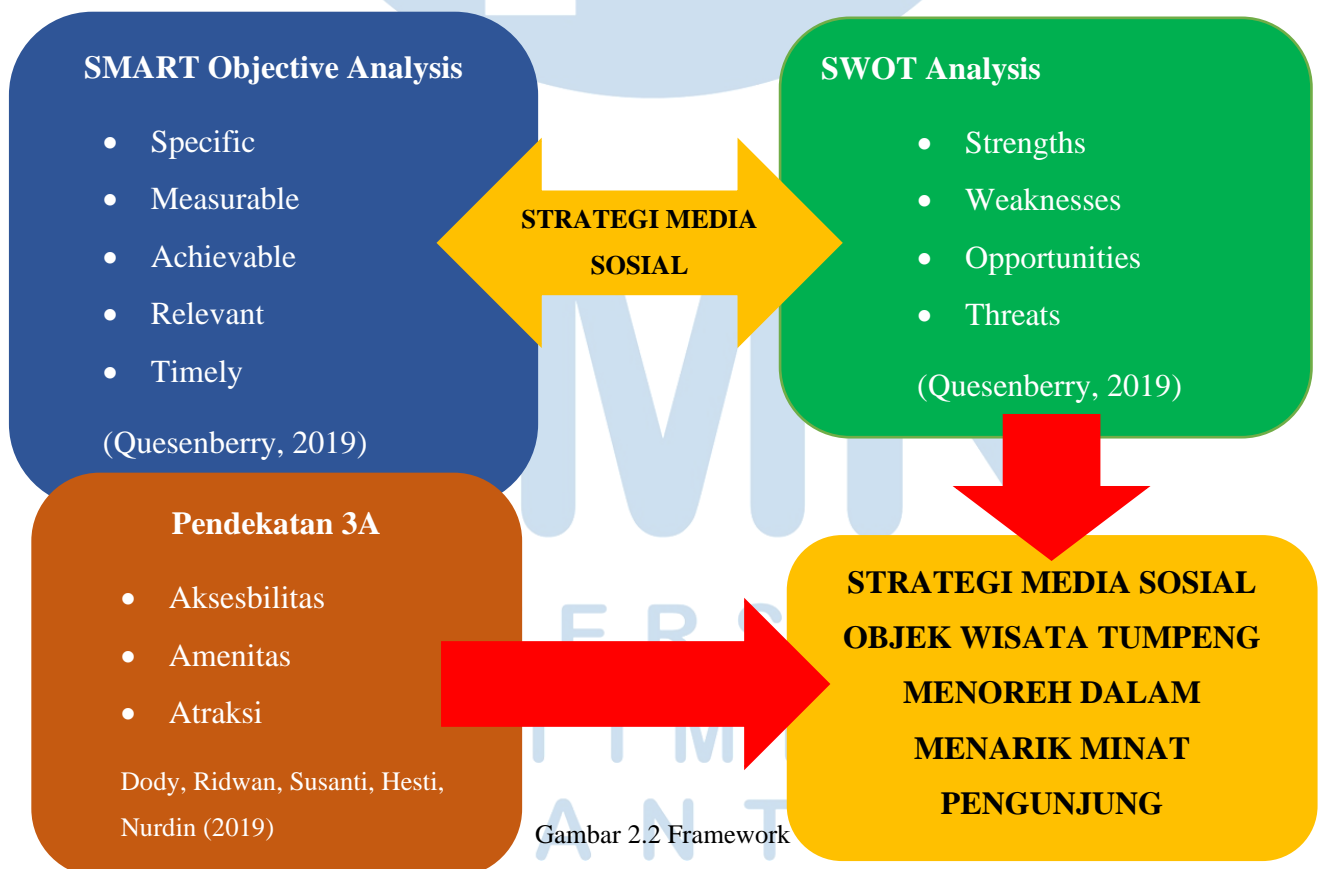 SMART Objective Analysis
• Specific
• Measurable
• Achievable
• Relevant
• Timely
(Quesenberry, 2019)
STRATEGI MEDIA
SOSIAL
SWOT Analysis
• Strengths
• Weaknesses
• Opportunities
• Threats
(Quesenberry, 2019)
Pendekatan 3A
• Aksesbilitas
• Amenitas
• Atraksi
Dody, Ridwan, Susanti, Hesti,
Nurdin (2019)
STRATEGI MEDIA SOSIAL
OBJEK WISATA TUMPENG
MENOREH DALAM
MENARIK MINAT
PENGUNJUNG
Gambar 2.2 Framework